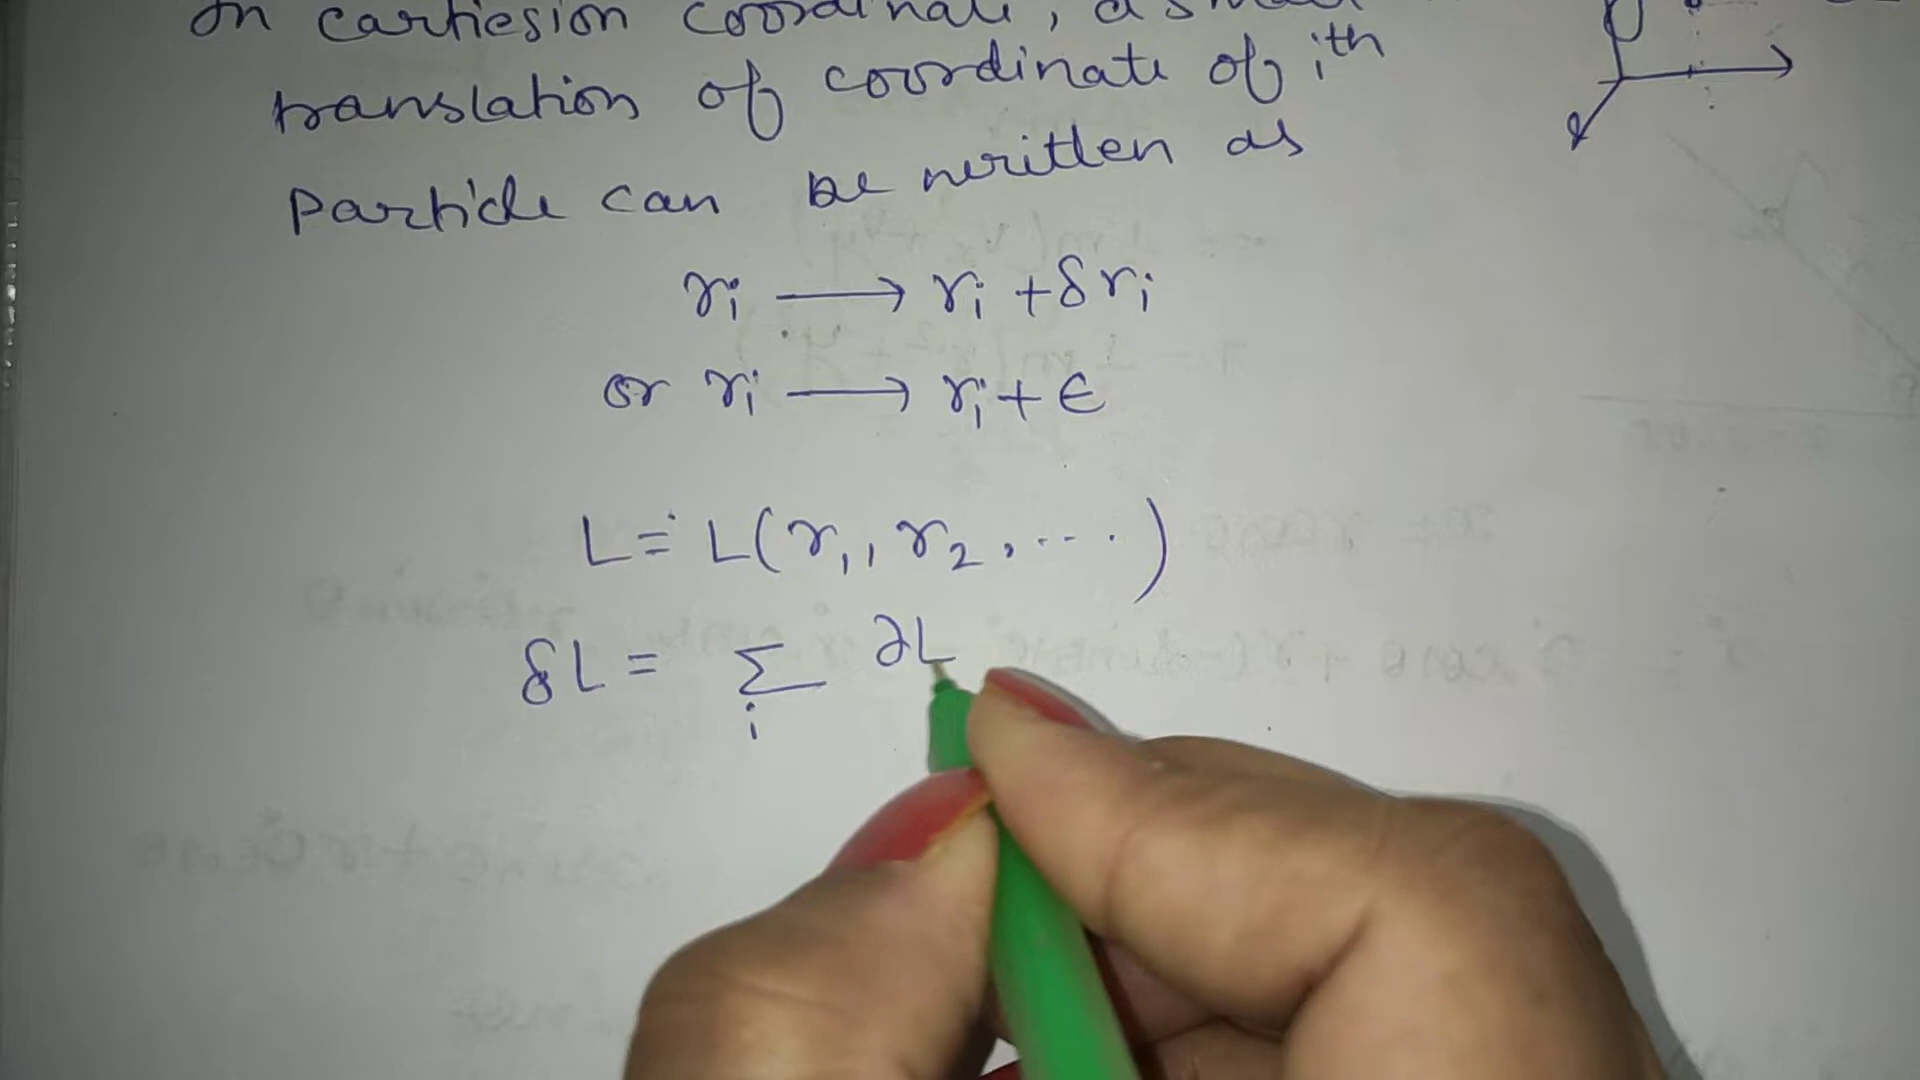 In cartiesion coordinate, a small
translation of coordinate of ith
Particle can be written as
rᵢ ⟶ rᵢ + δrᵢ
or rᵢ ⟶ rᵢ + ϵ
L = L(r₁, r₂, ....)
δL = Σᵢ ∂L